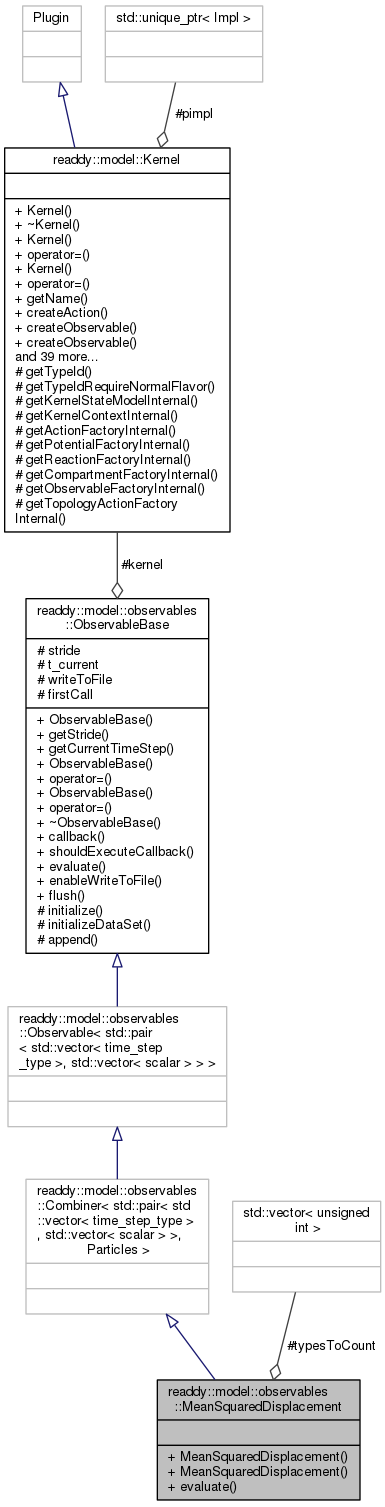 Plugin
std::unique_ptr< Impl >
#pimpl
readdy::model::Kernel
+ Kernel()
+ ~Kernel()
+ Kernel()
+ operator=()
+ Kernel()
+ operator=()
+ getName()
+ createAction()
+ createObservable()
+ createObservable()
and 39 more...
# getTypeId()
# getTypeIdRequireNormalFlavor()
# getKernelStateModelInternal()
# getKernelContextInternal()
# getActionFactoryInternal()
# getPotentialFactoryInternal()
# getReactionFactoryInternal()
# getCompartmentFactoryInternal()
# getObservableFactoryInternal()
# getTopologyActionFactory
Internal()
#kernel
readdy::model::observables
::ObservableBase
# stride
# t_current
# writeToFile
# firstCall
+ ObservableBase()
+ getStride()
+ getCurrentTimeStep()
+ ObservableBase()
+ operator=()
+ ObservableBase()
+ operator=()
+ ~ObservableBase()
+ callback()
+ shouldExecuteCallback()
+ evaluate()
+ enableWriteToFile()
+ flush()
# initialize()
# initializeDataSet()
# append()
readdy::model::observables
::Observable< std::pair
< std::vector< time_step
_type >, std::vector< scalar > > >
readdy::model::observables
::Combiner< std::pair< std
::vector< time_step_type >
, std::vector< scalar > >,
Particles >
std::vector< unsigned
int >
#typesToCount
readdy::model::observables
::MeanSquaredDisplacement
+ MeanSquaredDisplacement()
+ MeanSquaredDisplacement()
+ evaluate()